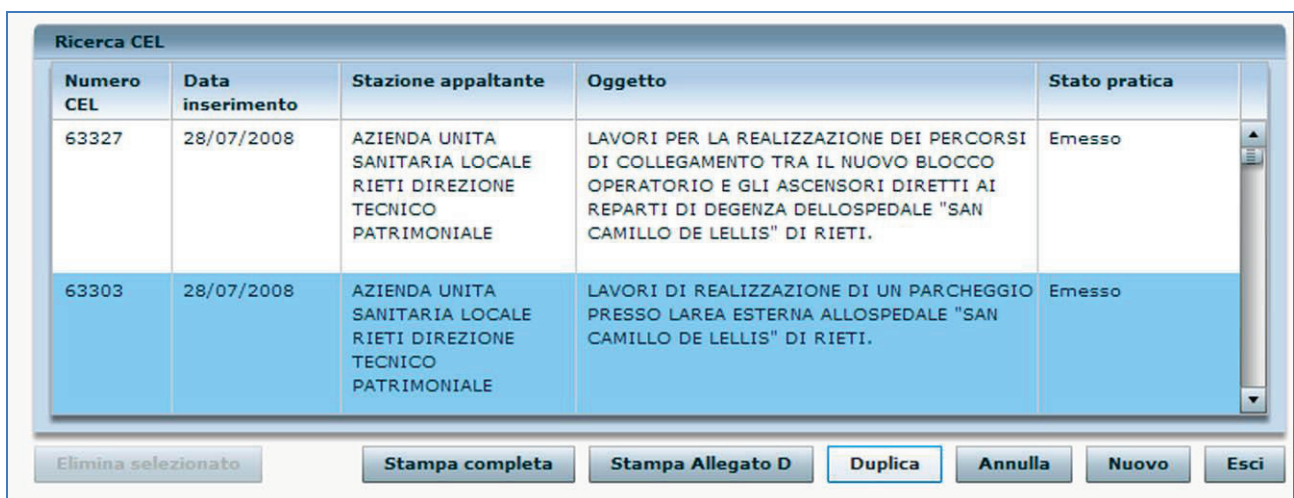 Ricerca CEL
Numero CEL
Data inserimento
Stazione appaltante
Oggetto
Stato pratica
63327
28/07/2008
AZIENDA UNITA
SANITARIA LOCALE
RIETI DIREZIONE
TECNICO
PATRIMONIALE
LAVORI PER LA REALIZZAZIONE DEI PERCORSI
DI COLLEGAMENTO TRA IL NUOVO BLOCCO
OPERATORIO E GLI ASCENSORI DIRETTI AI
REPARTI DI DEGENZA DELLOSPEDALE "SAN
CAMILLO DE LELLIS" DI RIETI.
Emesso
63303
28/07/2008
AZIENDA UNITA
SANITARIA LOCALE
RIETI DIREZIONE
TECNICO
PATRIMONIALE
LAVORI DI REALIZZAZIONE DI UN PARCHEGGIO
PRESSO LAREA ESTERNA ALLOSPEDALE "SAN
CAMILLO DE LELLIS" DI RIETI.
Emesso
Elimina selezionato
Stampa completa
Stampa Allegato D
Duplica
Annulla
Nuovo
Esci